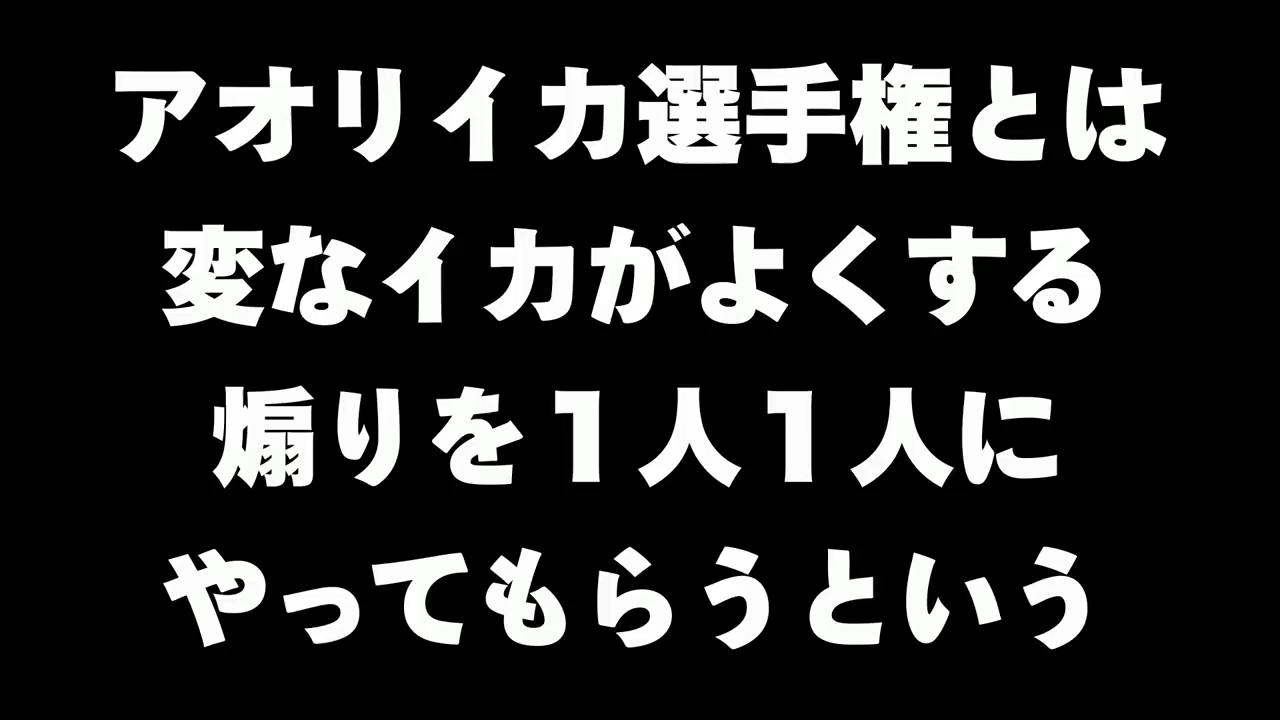 アオリイカ選手権とは
変なイカがよくする
煽りを１人１人に
やってもらうという